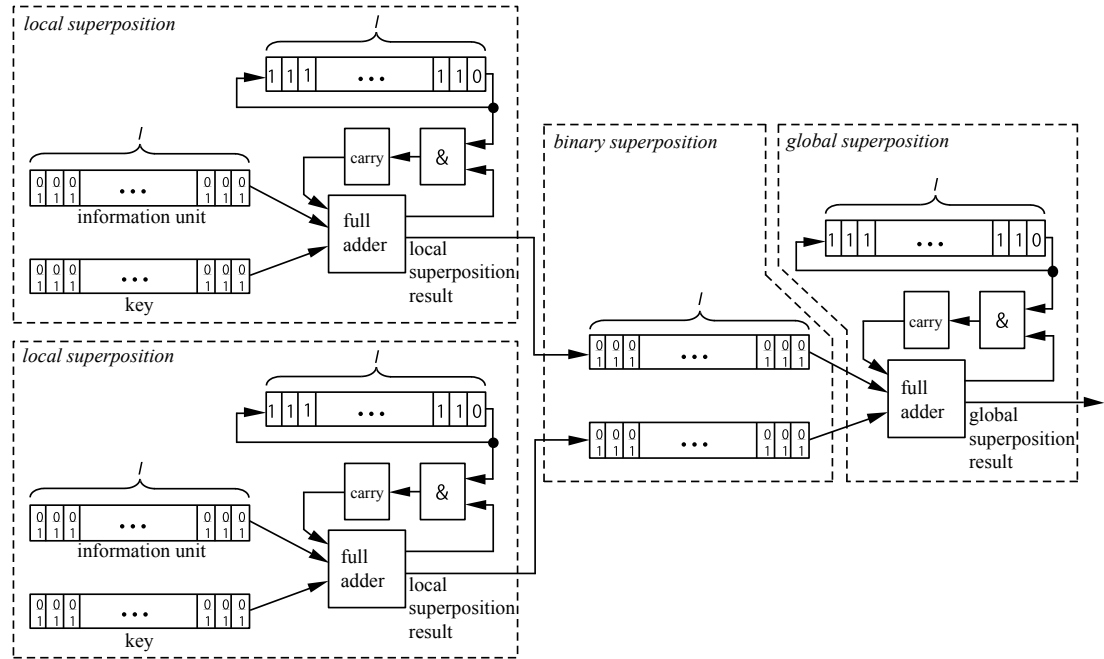 local superposition
l
1 1 1 ... 1 1 0
l
carry
&
0 0 0 ... 0 0 0
1 1 1 1 1 1
information unit
full
adder
local
superposition
result
0 0 0 ... 0 0 0
1 1 1 1 1 1
key
local superposition
l
1 1 1 ... 1 1 0
l
carry
&
0 0 0 ... 0 0 0
1 1 1 1 1 1
information unit
full
adder
local
superposition
result
0 0 0 ... 0 0 0
1 1 1 1 1 1
key
binary superposition
l
0 0 0 ... 0 0 0
1 1 1 1 1 1
0 0 0 ... 0 0 0
1 1 1 1 1 1
global superposition
l
1 1 1 ... 1 1 0
carry
&
full
adder
global
superposition
result